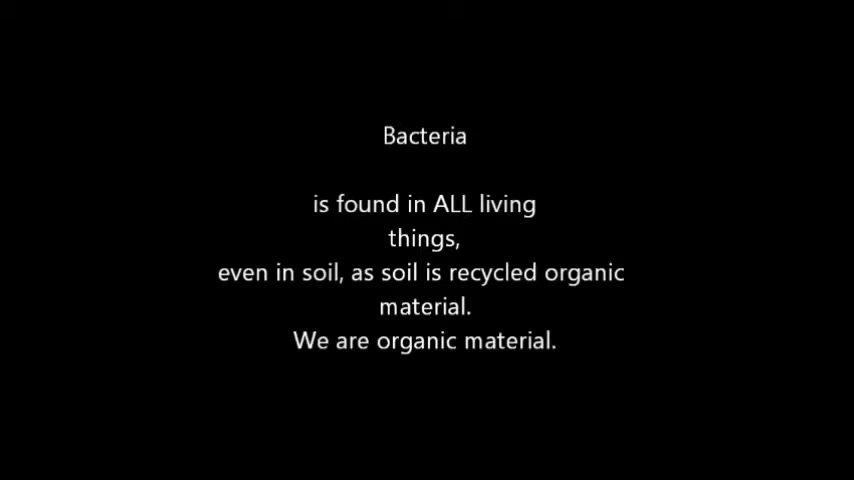 Bacteria
is found in ALL living
things,
even in soil, as soil is recycled organic
material.
We are organic material.